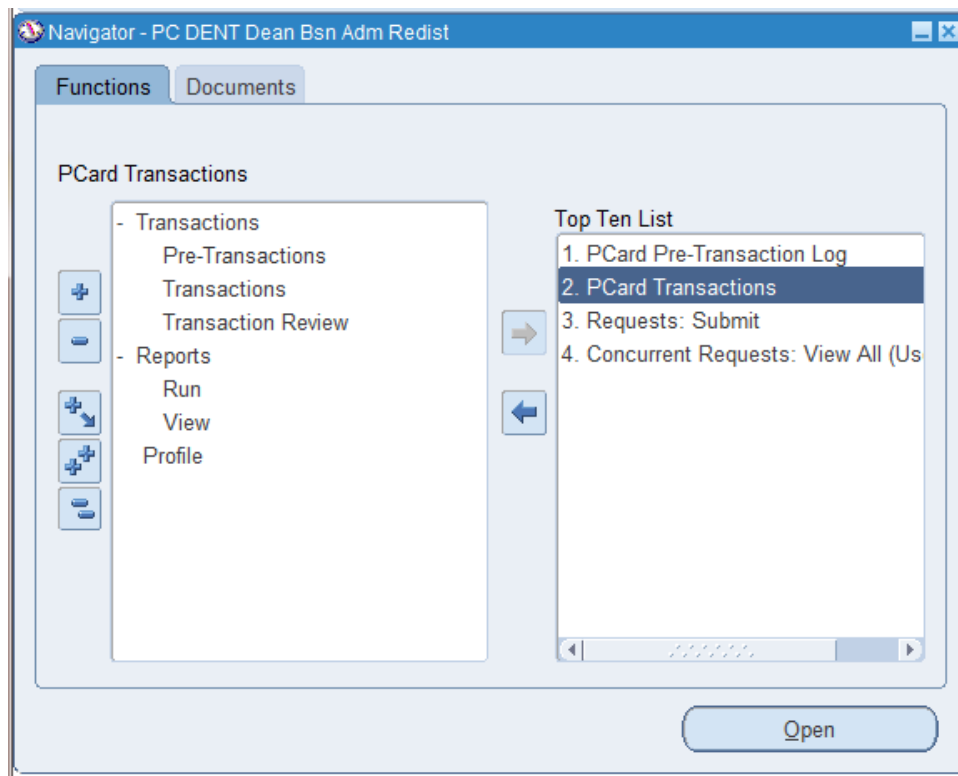 Navigator - PC DENT Dean Bsn Adm Redist
Functions
Documents
PCard Transactions
- Transactions
Pre-Transactions
Transactions
Transaction Review
- Reports
Run
View
Profile
Top Ten List
1. PCard Pre-Transaction Log
2. PCard Transactions
3. Requests: Submit
4. Concurrent Requests: View All (Us
Open